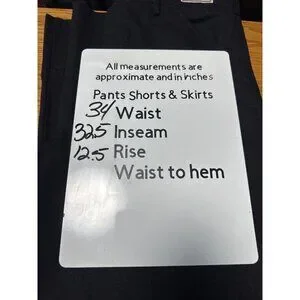 All measurements are
approximate and in inches
Pants Shorts & Skirts
34 Waist
32.5 Inseam
12.5 Rise
Waist to hem